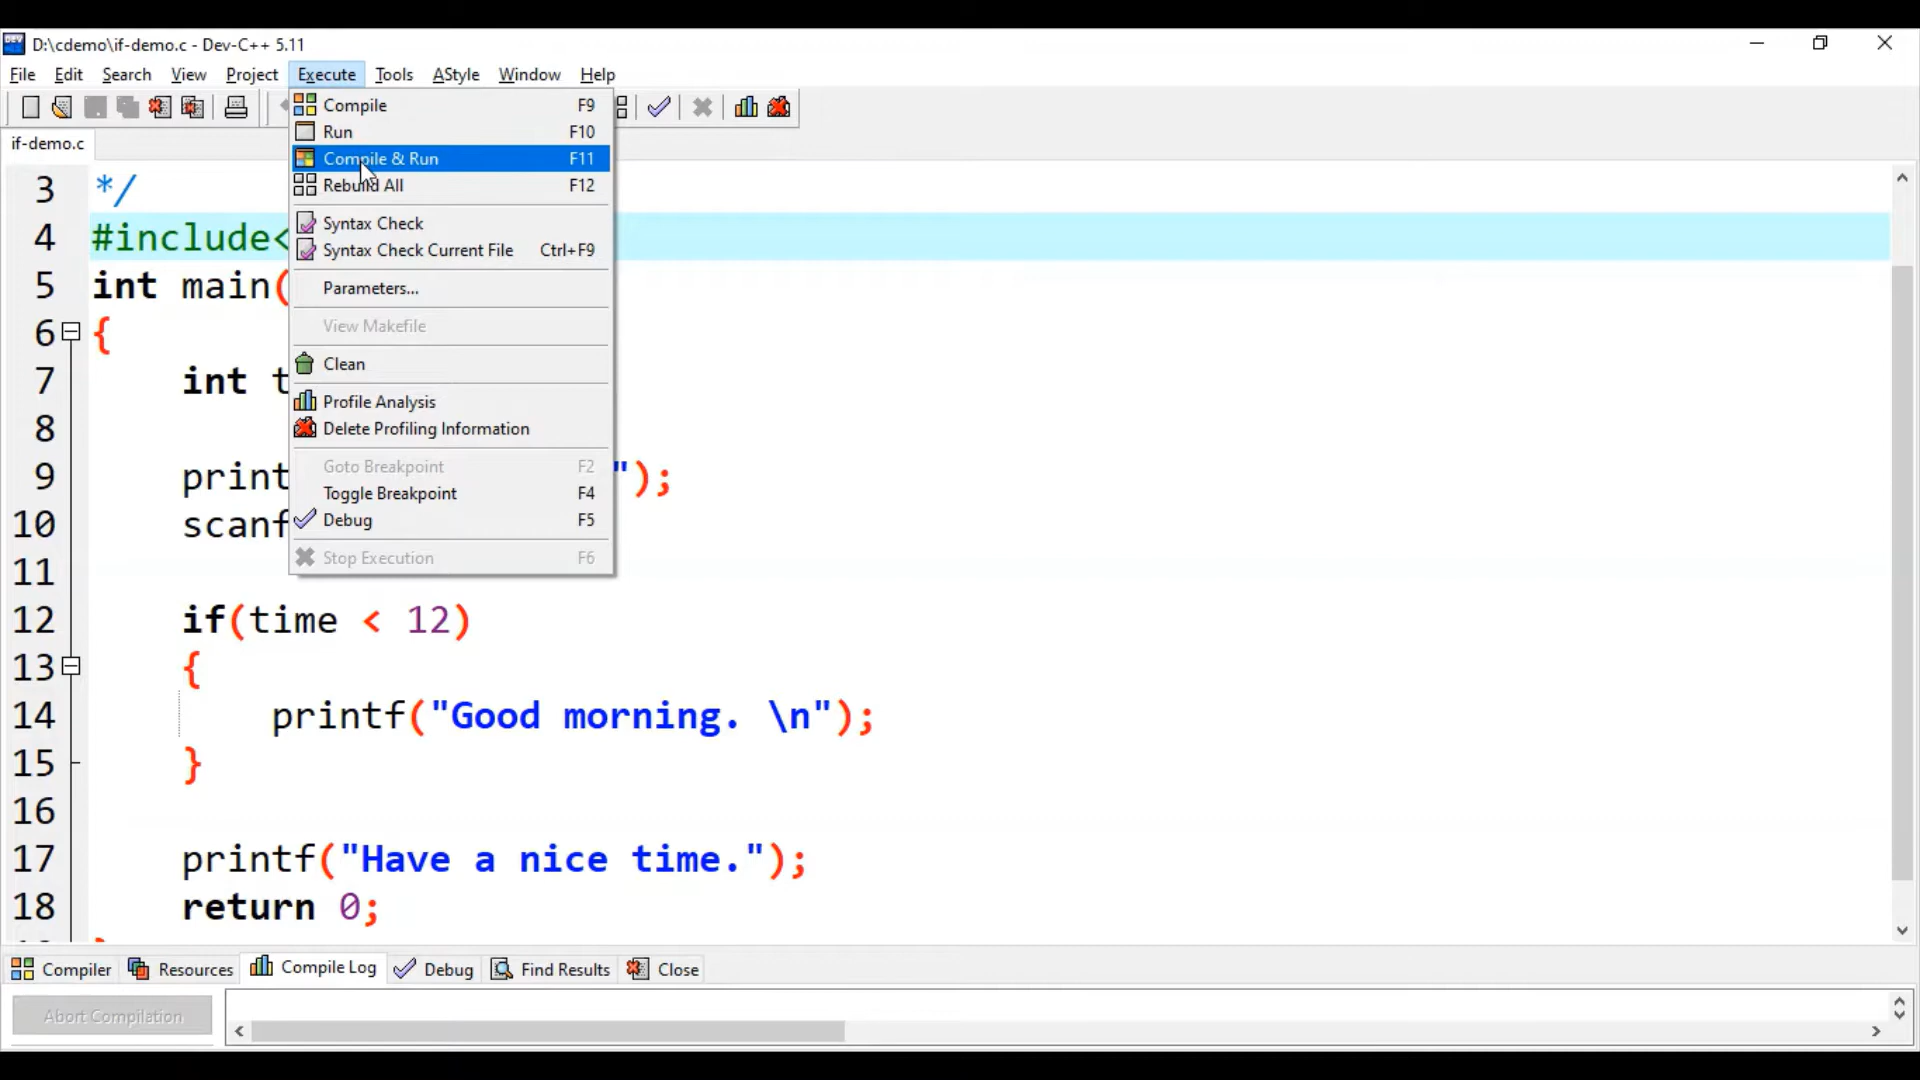 D:\cdemo\if-demo.c - Dev-C++ 5.11
File Edit Search View Project Execute Tools AStyle Window Help
Compile F9
Run F10
Compile & Run F11
Rebuild All F12
Syntax Check
Syntax Check Current File Ctrl+F9
Parameters...
View Makefile
Clean
Profile Analysis
Delete Profiling Information
Goto Breakpoint F2
Toggle Breakpoint F4
Debug F5
Stop Execution F6
if-demo.c
3 */
4 #include<
5 int main(
6 {
7 int t
8
9 print ");
10 scanf
11
12 if(time < 12)
13 {
14 printf("Good morning. \n");
15 }
16
17 printf("Have a nice time.");
18 return 0;
Compiler Resources Compile Log Debug Find Results Close
Abort Compilation